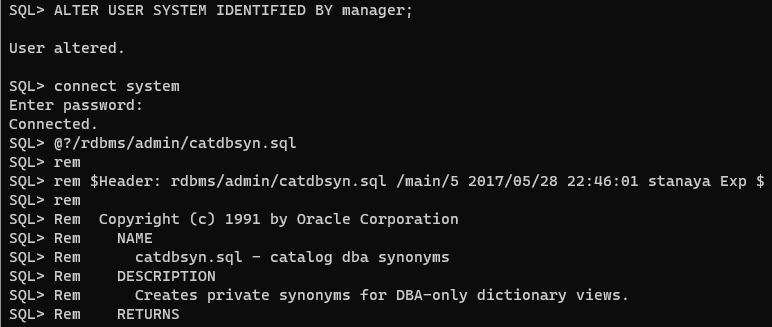 SQL> ALTER USER SYSTEM IDENTIFIED BY manager;
User altered.
SQL> connect system
Enter password:
Connected.
SQL> @?/rdbms/admin/catdbsyn.sql
SQL> rem
SQL> rem $Header: rdbms/admin/catdbsyn.sql /main/5 2017/05/28 22:46:01 stanaya Exp $
SQL> rem
SQL> Rem  Copyright (c) 1991 by Oracle Corporation
SQL> Rem    NAME
SQL> Rem      catdbsyn.sql - catalog dba synonyms
SQL> Rem    DESCRIPTION
SQL> Rem      Creates private synonyms for DBA-only dictionary views.
SQL> Rem    RETURNS